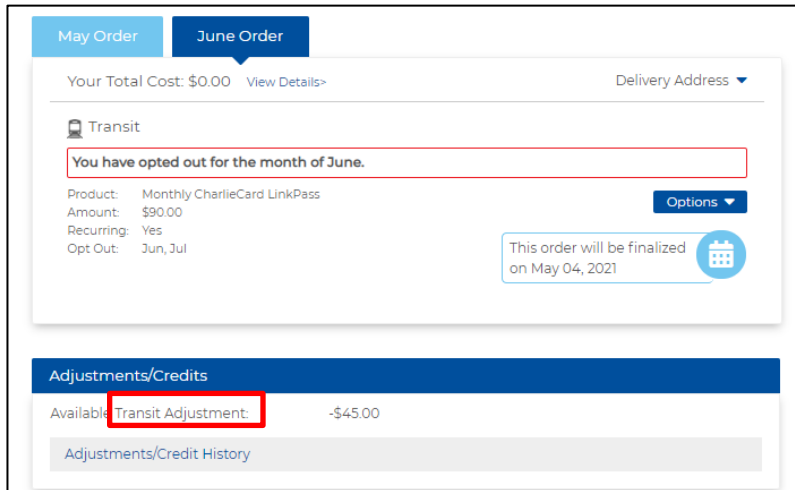 May Order June Order
Your Total Cost: $0.00 View Details> Delivery Address
Transit
You have opted out for the month of June.
Product: Monthly CharlieCard LinkPass
Amount: $90.00 Options
Recurring: Yes
Opt Out: Jun, Jul
This order will be finalized
on May 04, 2021
Adjustments/Credits
Available Transit Adjustment: -$45.00
Adjustments/Credit History